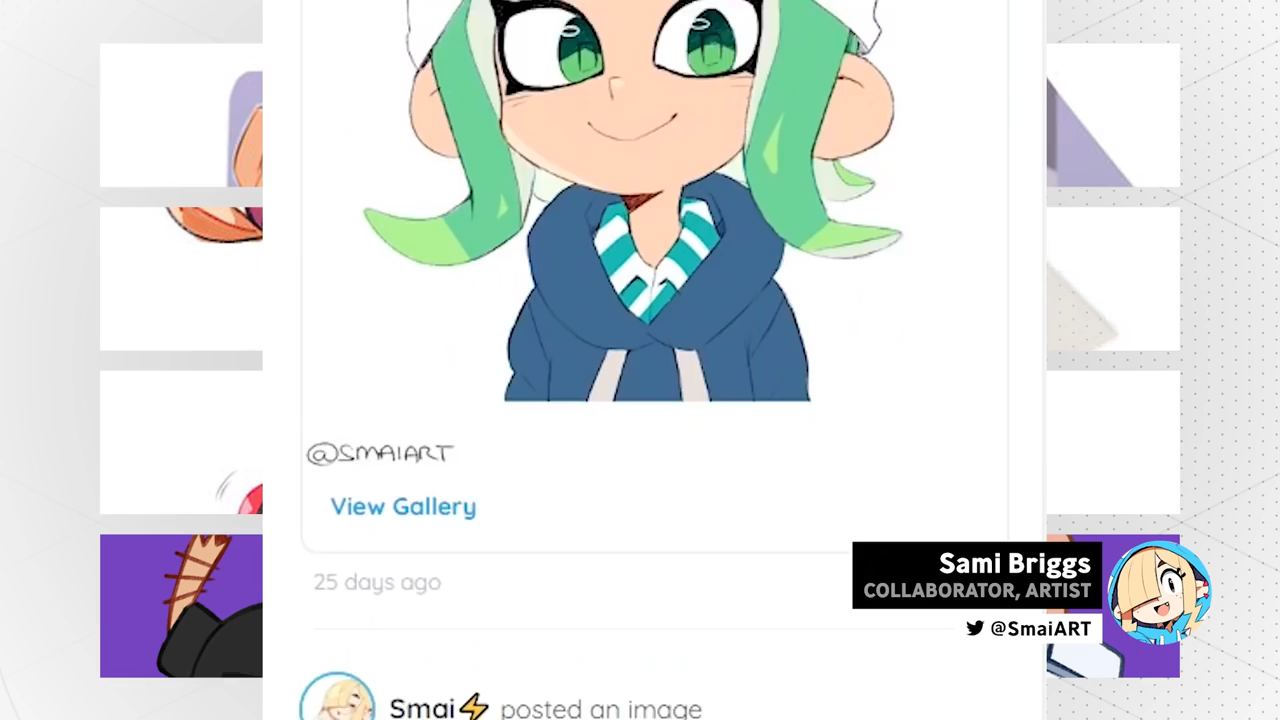 @SMAIART
View Gallery
25 days ago
Sami Briggs
COLLABORATOR, ARTIST
@SmaiART
Smai⚡ posted an image